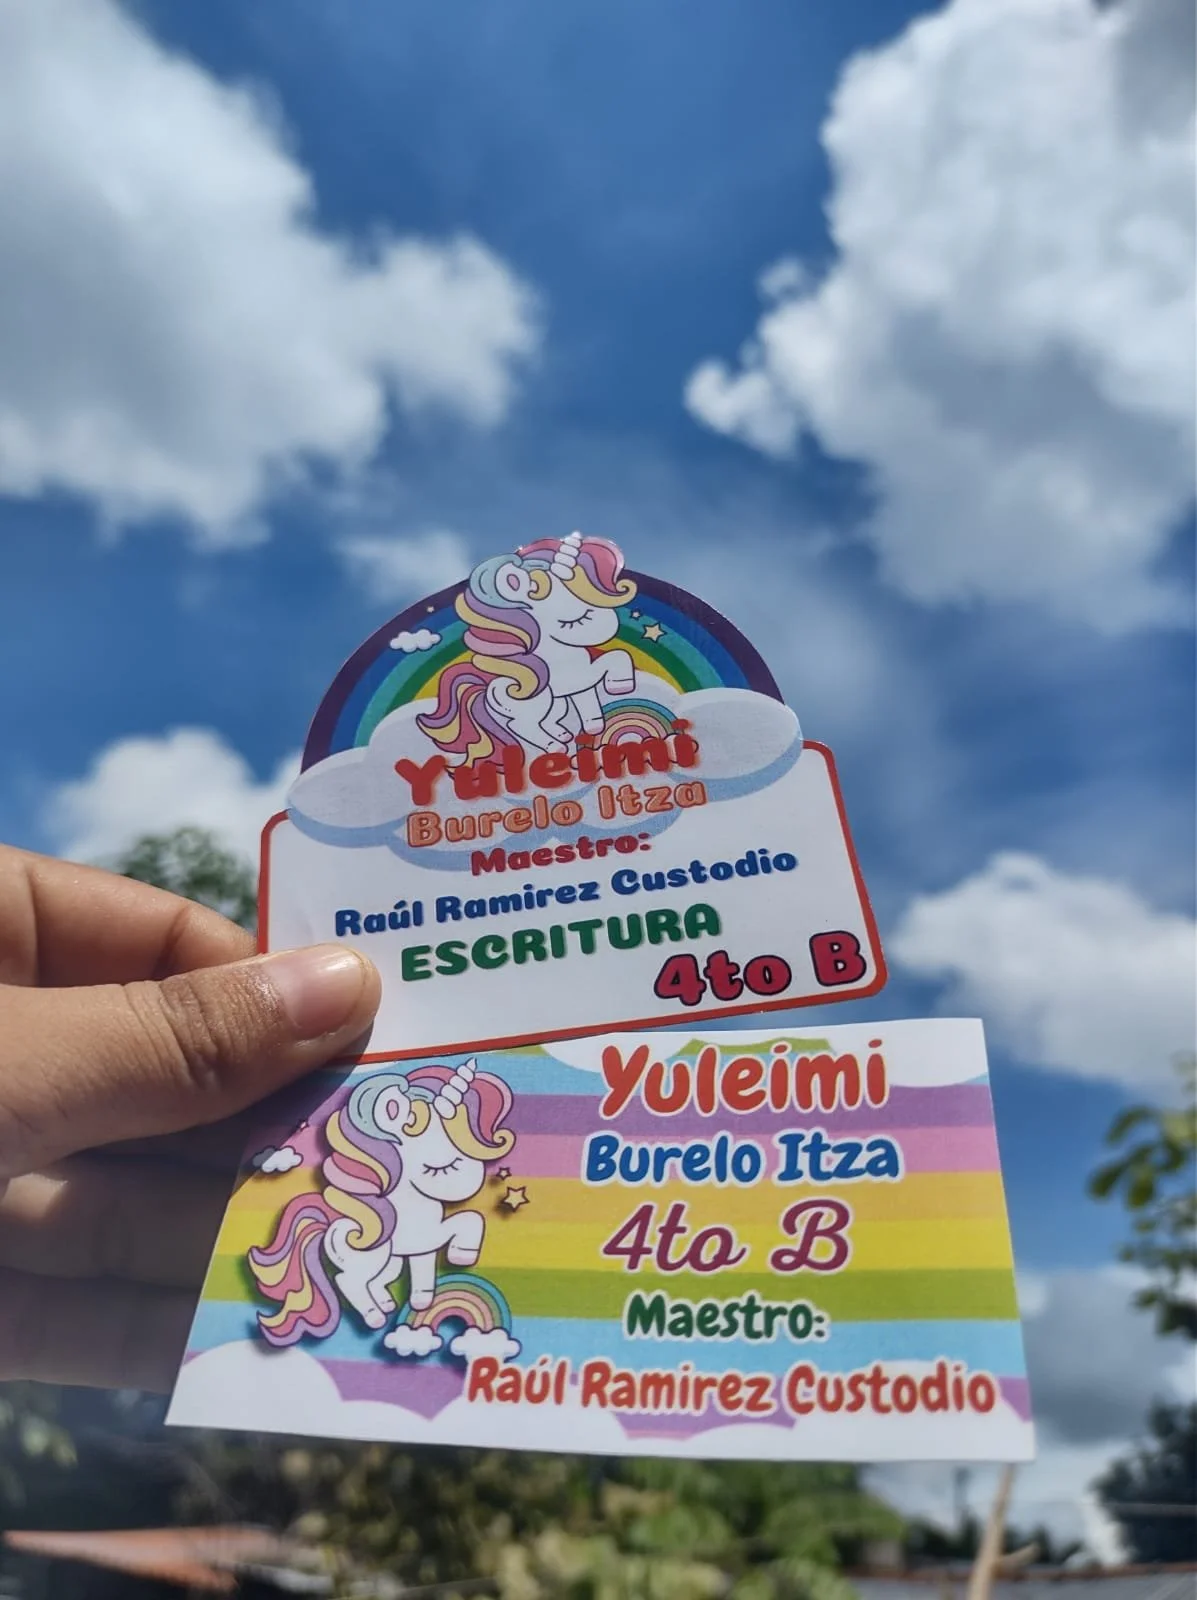 Yuleimi
Burelo Itza
Maestro:
Raúl Ramirez Custodio
ESCRITURA
4to B
Yuleimi
Burelo Itza
4to B
Maestro:
Raúl Ramirez Custodio